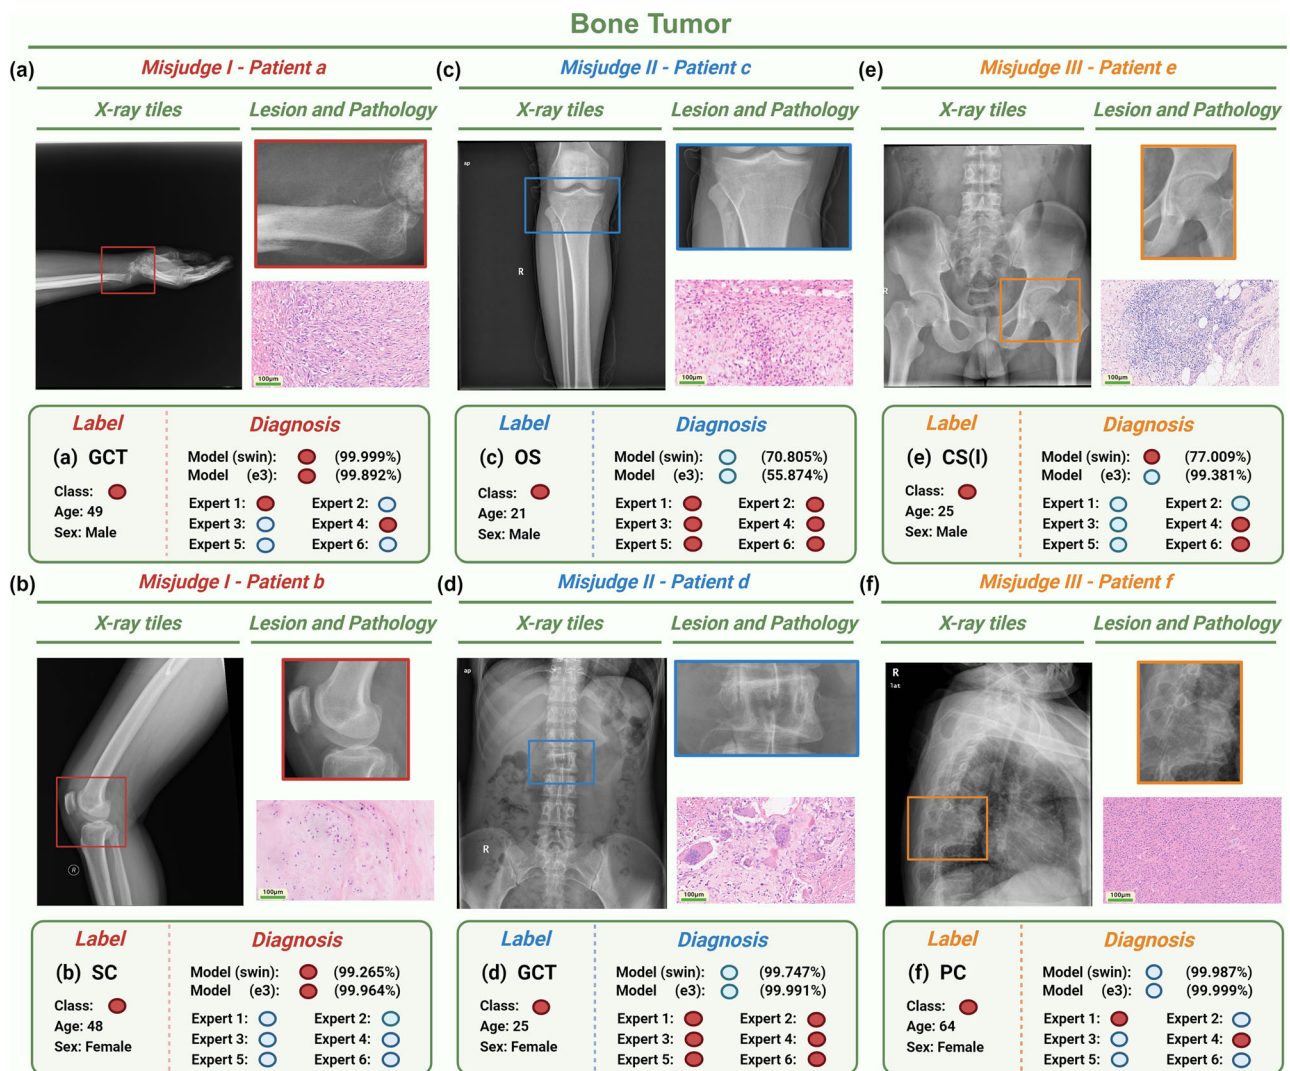 Bone Tumor
(a)
Misjudge I - Patient a
X-ray tiles
Lesion and Pathology
100µm
Label
Diagnosis
(a) GCT
Class:
Age: 49
Sex: Male
Model (swin): (99.999%)
Model (e3): (99.892%)
Expert 1: Expert 2:
Expert 3: Expert 4:
Expert 5: Expert 6:
(c)
Misjudge II - Patient c
X-ray tiles
Lesion and Pathology
ap
R
100µm
Label
Diagnosis
(c) OS
Class:
Age: 21
Sex: Male
Model (swin): (70.805%)
Model (e3): (55.874%)
Expert 1: Expert 2:
Expert 3: Expert 4:
Expert 5: Expert 6:
(e)
Misjudge III - Patient e
X-ray tiles
Lesion and Pathology
R
100µm
Label
Diagnosis
(e) CS(I)
Class:
Age: 25
Sex: Male
Model (swin): (77.009%)
Model (e3): (99.381%)
Expert 1: Expert 2:
Expert 3: Expert 4:
Expert 5: Expert 6:
(b)
Misjudge I - Patient b
X-ray tiles
Lesion and Pathology
R
100µm
Label
Diagnosis
(b) SC
Class:
Age: 48
Sex: Female
Model (swin): (99.265%)
Model (e3): (99.964%)
Expert 1: Expert 2:
Expert 3: Expert 4:
Expert 5: Expert 6:
(d)
Misjudge II - Patient d
X-ray tiles
Lesion and Pathology
ap
R
100µm
Label
Diagnosis
(d) GCT
Class:
Age: 25
Sex: Female
Model (swin): (99.747%)
Model (e3): (99.991%)
Expert 1: Expert 2:
Expert 3: Expert 4:
Expert 5: Expert 6:
(f)
Misjudge III - Patient f
X-ray tiles
Lesion and Pathology
R
lat
100µm
Label
Diagnosis
(f) PC
Class:
Age: 64
Sex: Female
Model (swin): (99.987%)
Model (e3): (99.999%)
Expert 1: Expert 2:
Expert 3: Expert 4:
Expert 5: Expert 6: